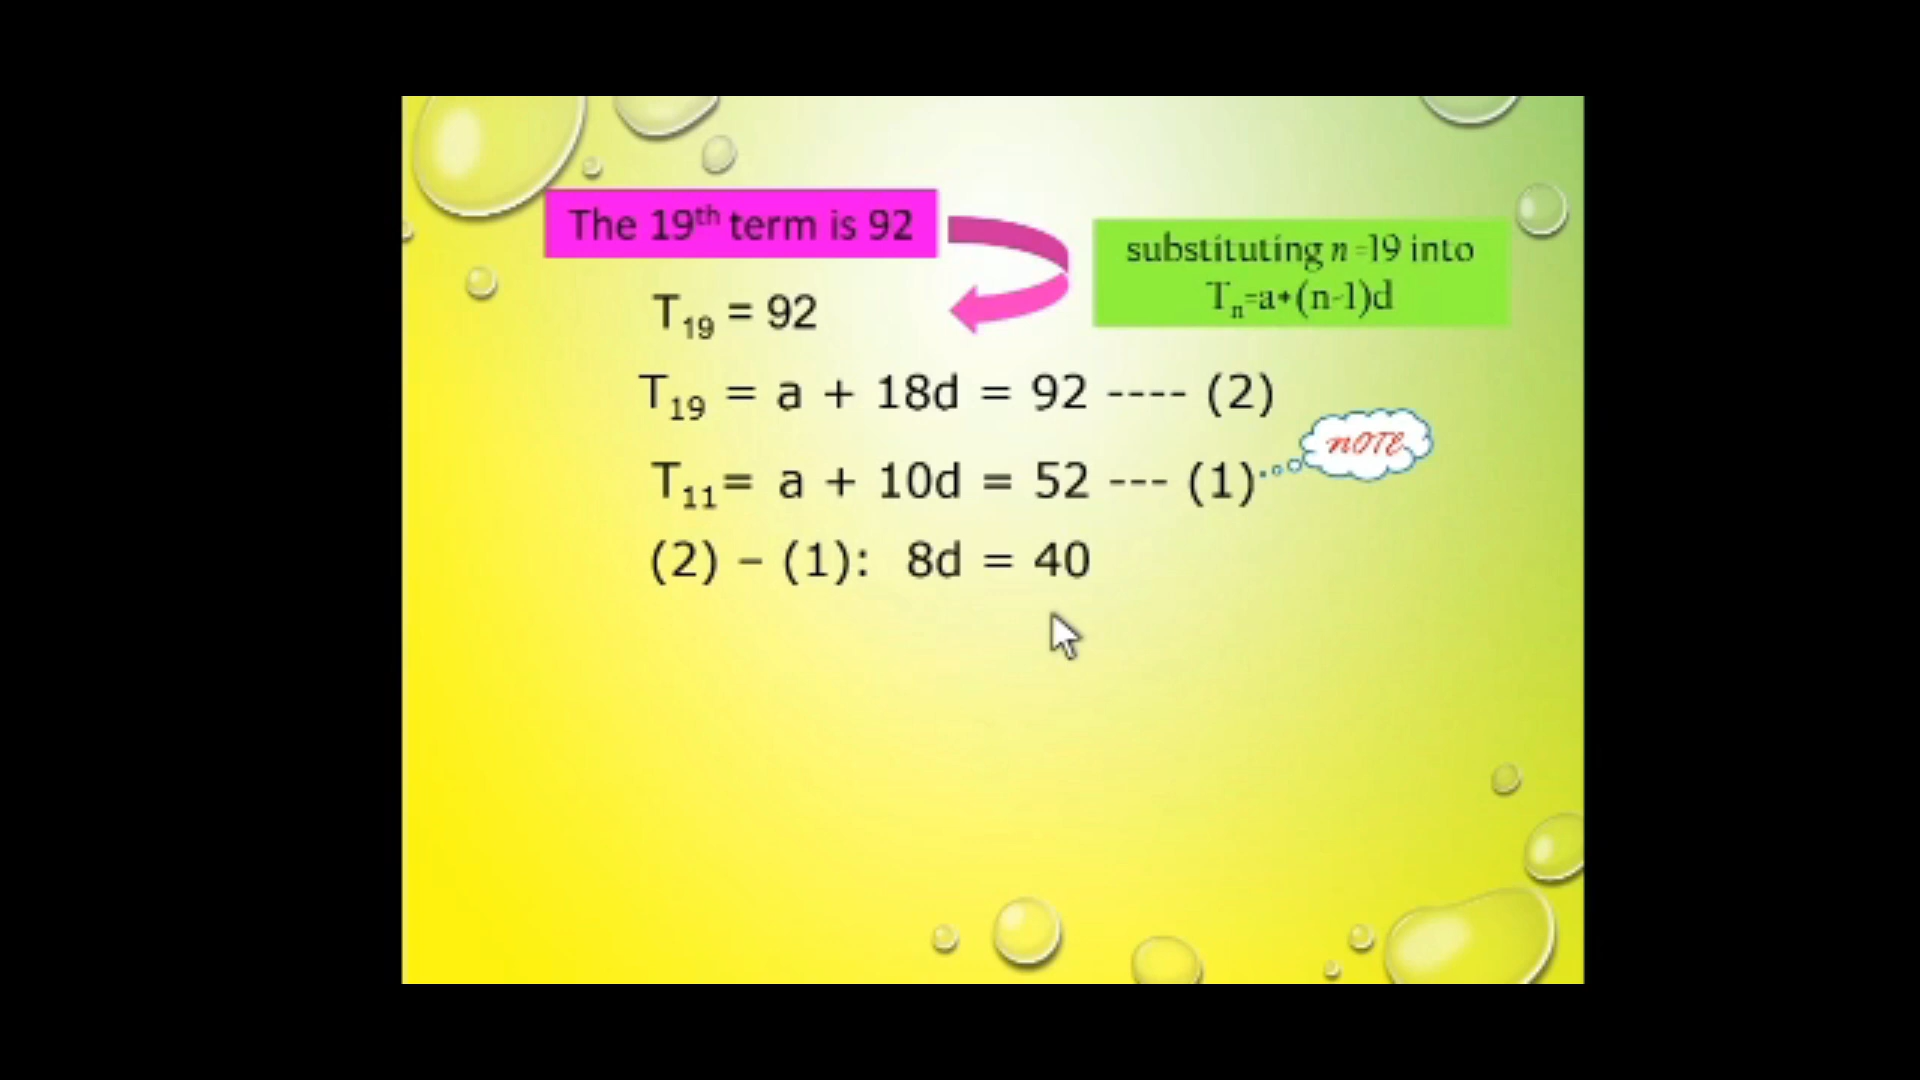 The 19th term is 92
substituting n =19 into
Tn=a+(n-1)d
T19 = 92
T19 = a + 18d = 92 ---- (2)
nOTE
T11= a + 10d = 52 --- (1)
(2) – (1): 8d = 40